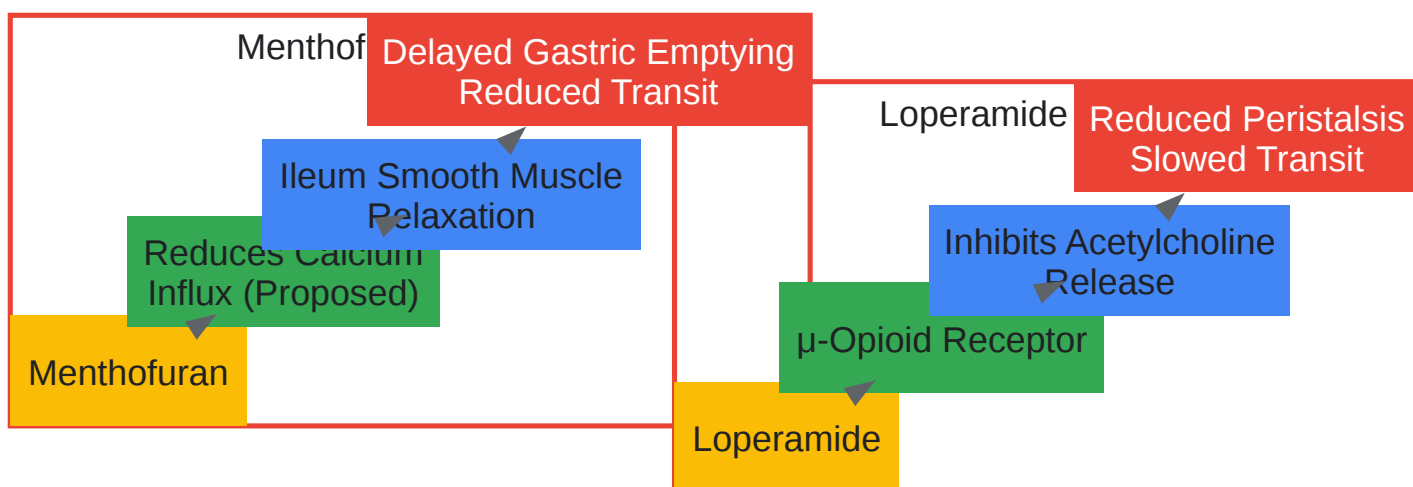 Menthof
Delayed Gastric Emptying
Reduced Transit
Ileum Smooth Muscle
Relaxation
Reduces Calcium
Influx (Proposed)
Menthofuran
Loperamide
Reduced Peristalsis
Slowed Transit
Inhibits Acetylcholine
Release
μ-Opioid Receptor
Loperamide